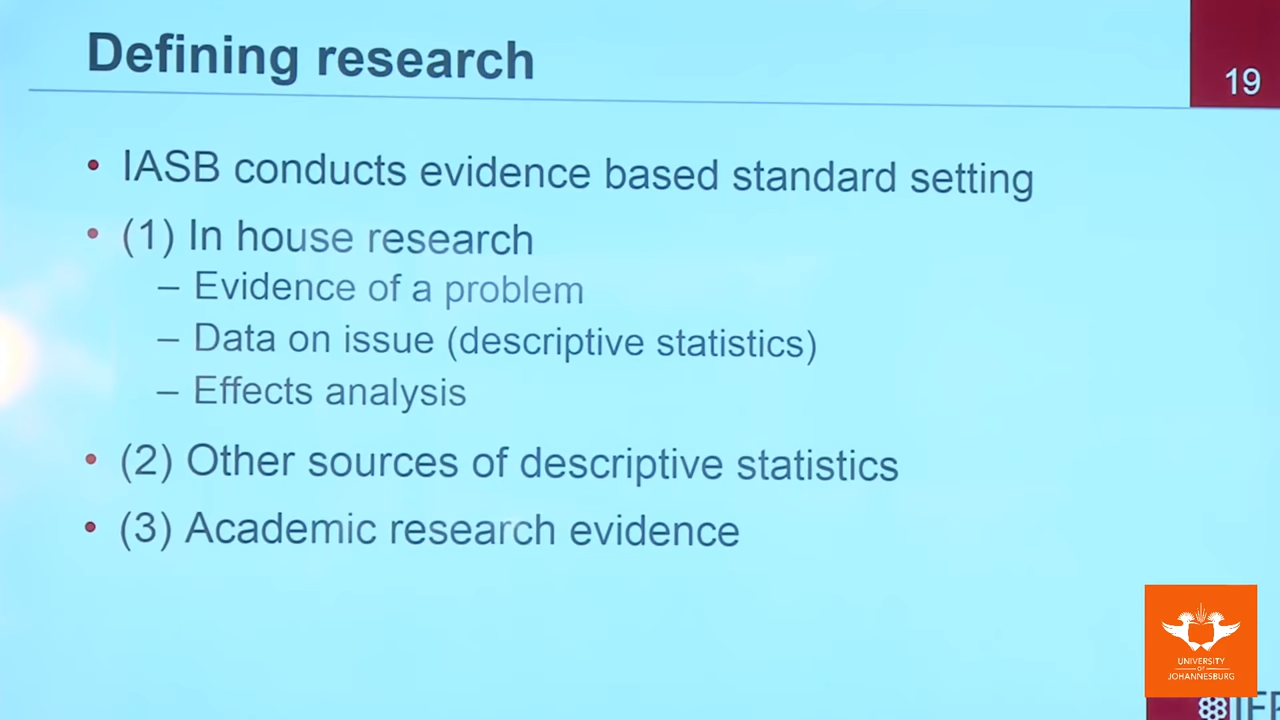 Defining research
19
• IASB conducts evidence based standard setting
• (1) In house research
– Evidence of a problem
– Data on issue (descriptive statistics)
– Effects analysis
• (2) Other sources of descriptive statistics
• (3) Academic research evidence
UNIVERSITY
OF
JOHANNESBURG